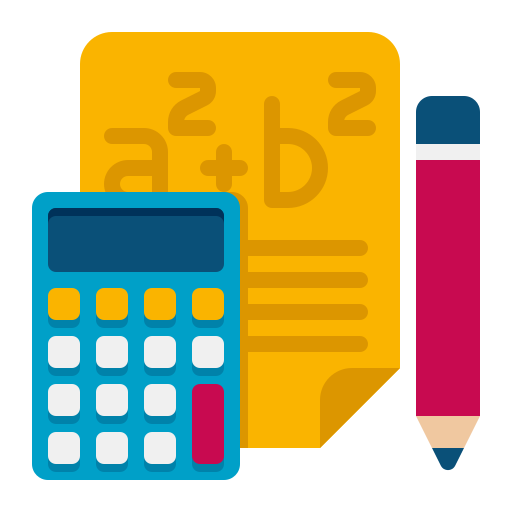 a² + b²